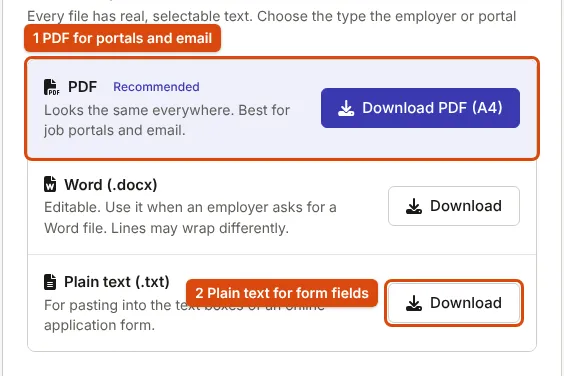 Every file has real, selectable text. Choose the type the employer or portal
1 PDF for portals and email
PDF Recommended
Looks the same everywhere. Best for
job portals and email.
Download PDF (A4)
Word (.docx)
Editable. Use it when an employer asks for a
Word file. Lines may wrap differently.
Download
Plain text (.txt)
2 Plain text for form fields
For pasting into the text boxes of an online
application form.
Download